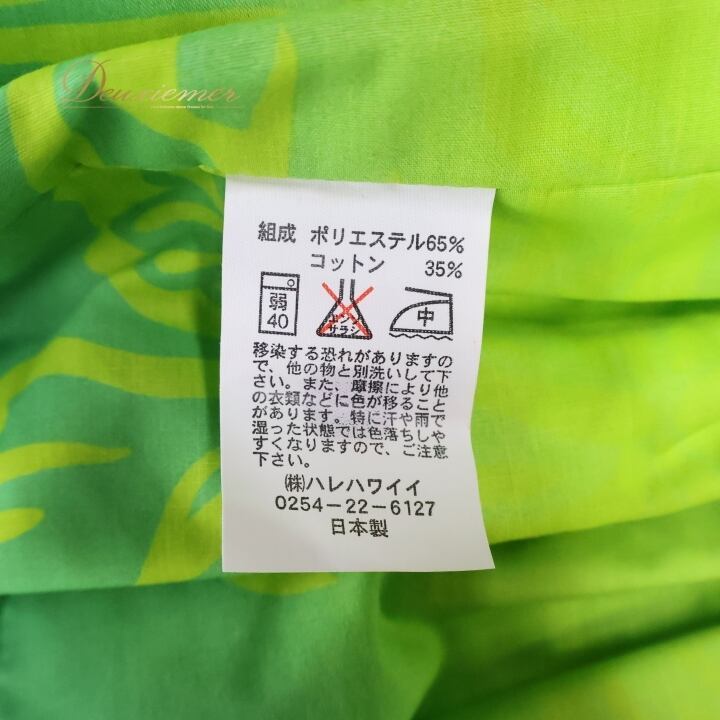 Deuxiemer
組成 ポリエステル65%
コットン 35%
弱
40
エンソ
サラシ
中
移染する恐れがありますの
で、他の物と別洗いして下
さい。また、摩擦により他
の衣類などに色が移ること
があります。特に汗や雨で
湿った状態では色落ちしや
すくなりますので、ご注意
下さい。
㈱ハレハワイイ
0254-22-6127
日本製